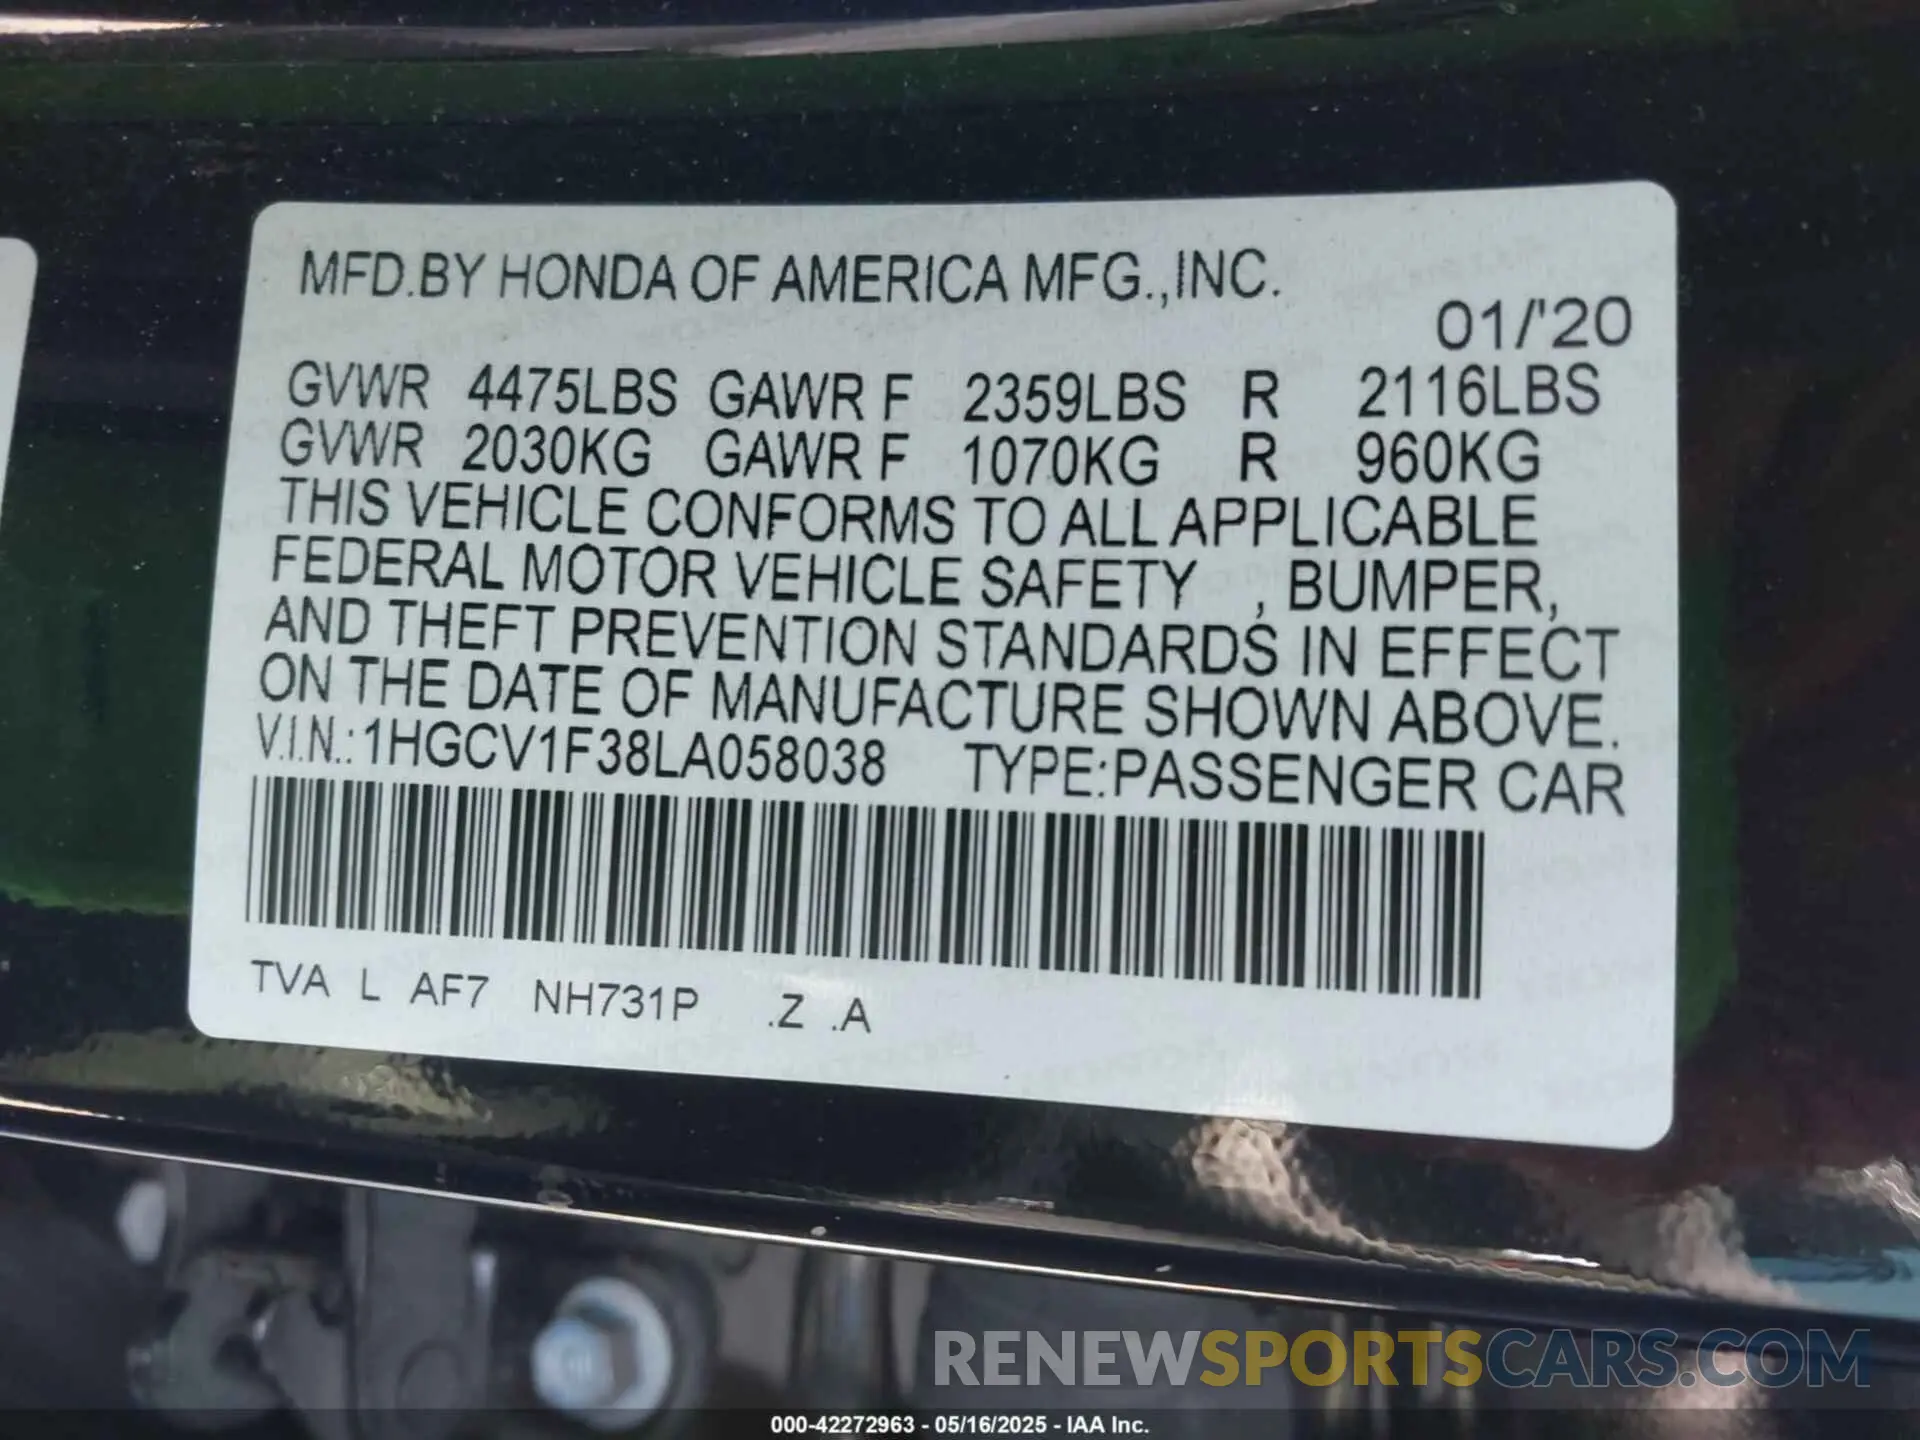 MFD.BY HONDA OF AMERICA MFG.,INC.
01/'20
GVWR 4475LBS GAWR F 2359LBS R 2116LBS
GVWR 2030KG GAWR F 1070KG R 960KG
THIS VEHICLE CONFORMS TO ALL APPLICABLE
FEDERAL MOTOR VEHICLE SAFETY , BUMPER,
AND THEFT PREVENTION STANDARDS IN EFFECT
ON THE DATE OF MANUFACTURE SHOWN ABOVE.
V.I.N.:1HGCV1F38LA058038 TYPE:PASSENGER CAR
TVA L AF7 NH731P .Z .A
RENEWSPORTSCARS.COM
000-42272963 - 05/16/2025 - IAA Inc.